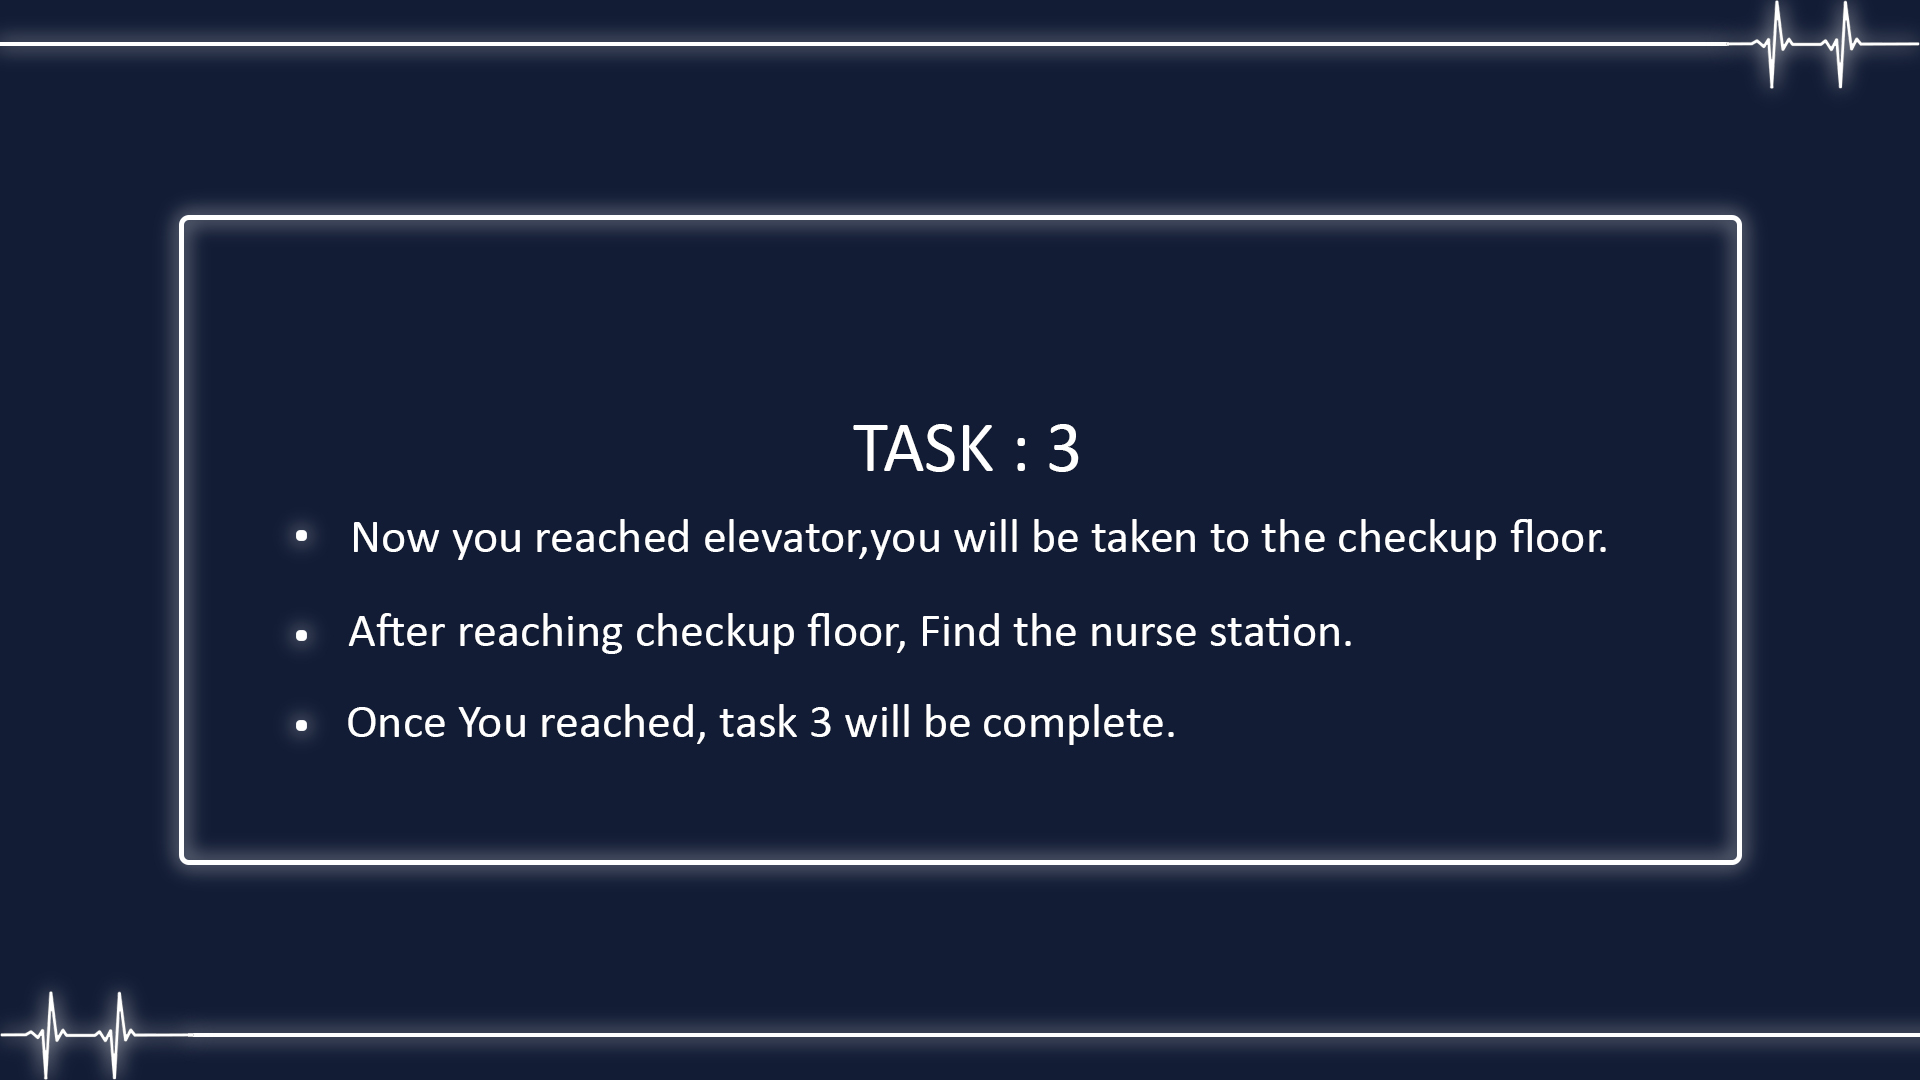 TASK : 3
• Now you reached elevator,you will be taken to the checkup floor.
• After reaching checkup floor, Find the nurse station.
• Once You reached, task 3 will be complete.